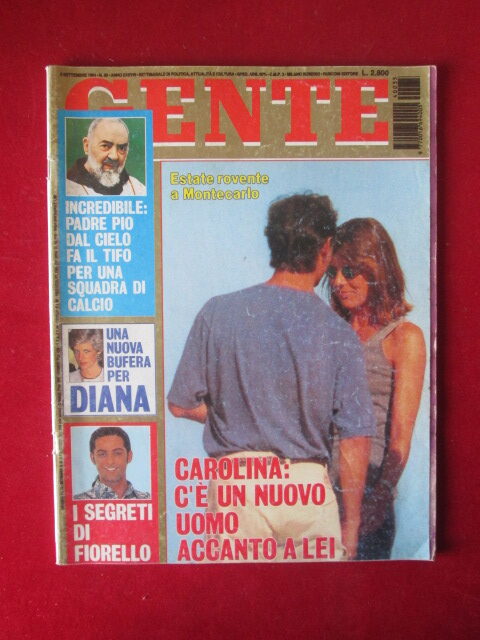 L. 2.800
GENTE
Estate rovente
a Montecarlo
INCREDIBILE:
PADRE PIO
DAL CIELO
FA IL TIFO
PER UNA
SQUADRA DI
CALCIO
UNA
NUOVA
BUFERA
PER
DIANA
I SEGRETI
DI
FIORELLO
CAROLINA:
C'È UN NUOVO
UOMO
ACCANTO A LEI